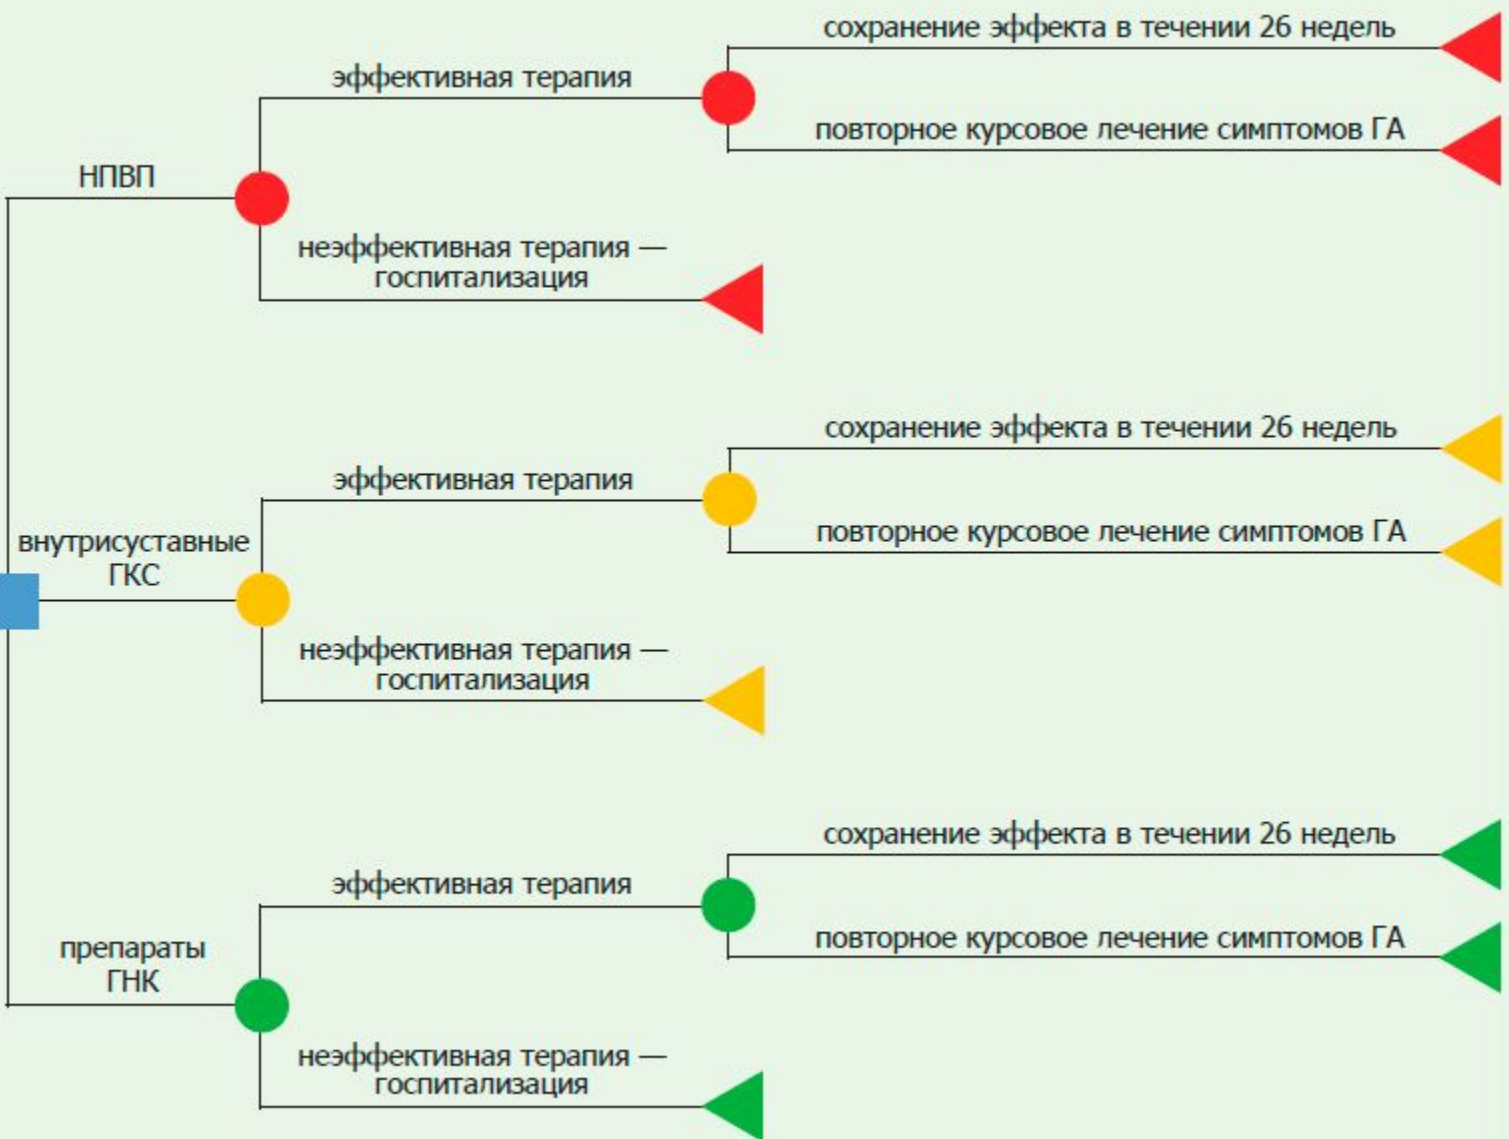 сохранение эффекта в течении 26 недель
эффективная терапия
повторное курсовое лечение симптомов ГА
НПВП
неэффективная терапия —
госпитализация
сохранение эффекта в течении 26 недель
эффективная терапия
повторное курсовое лечение симптомов ГА
внутрисуставные
ГКС
неэффективная терапия —
госпитализация
сохранение эффекта в течении 26 недель
эффективная терапия
повторное курсовое лечение симптомов ГА
препараты
ГНК
неэффективная терапия —
госпитализация